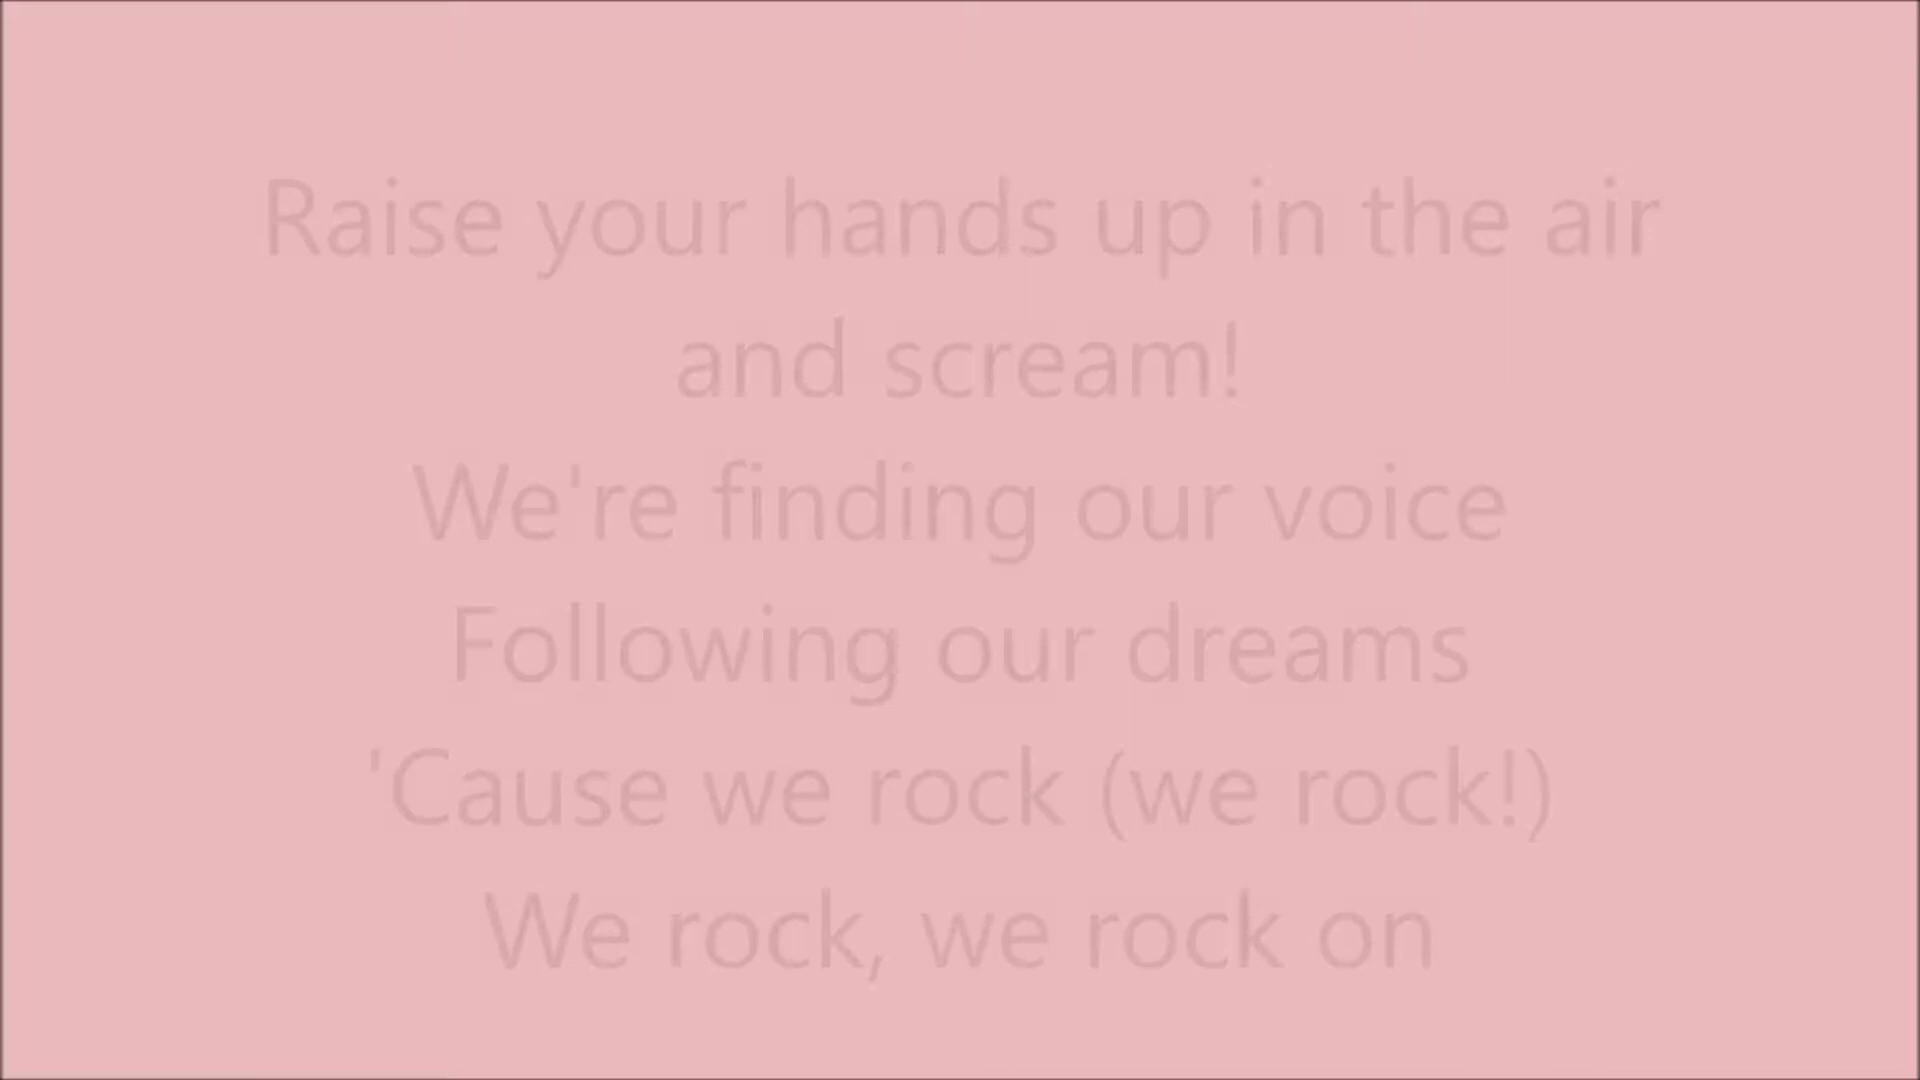 Raise your hands up in the air
and scream!
We're finding our voice
Following our dreams
'Cause we rock (we rock!)
We rock, we rock on